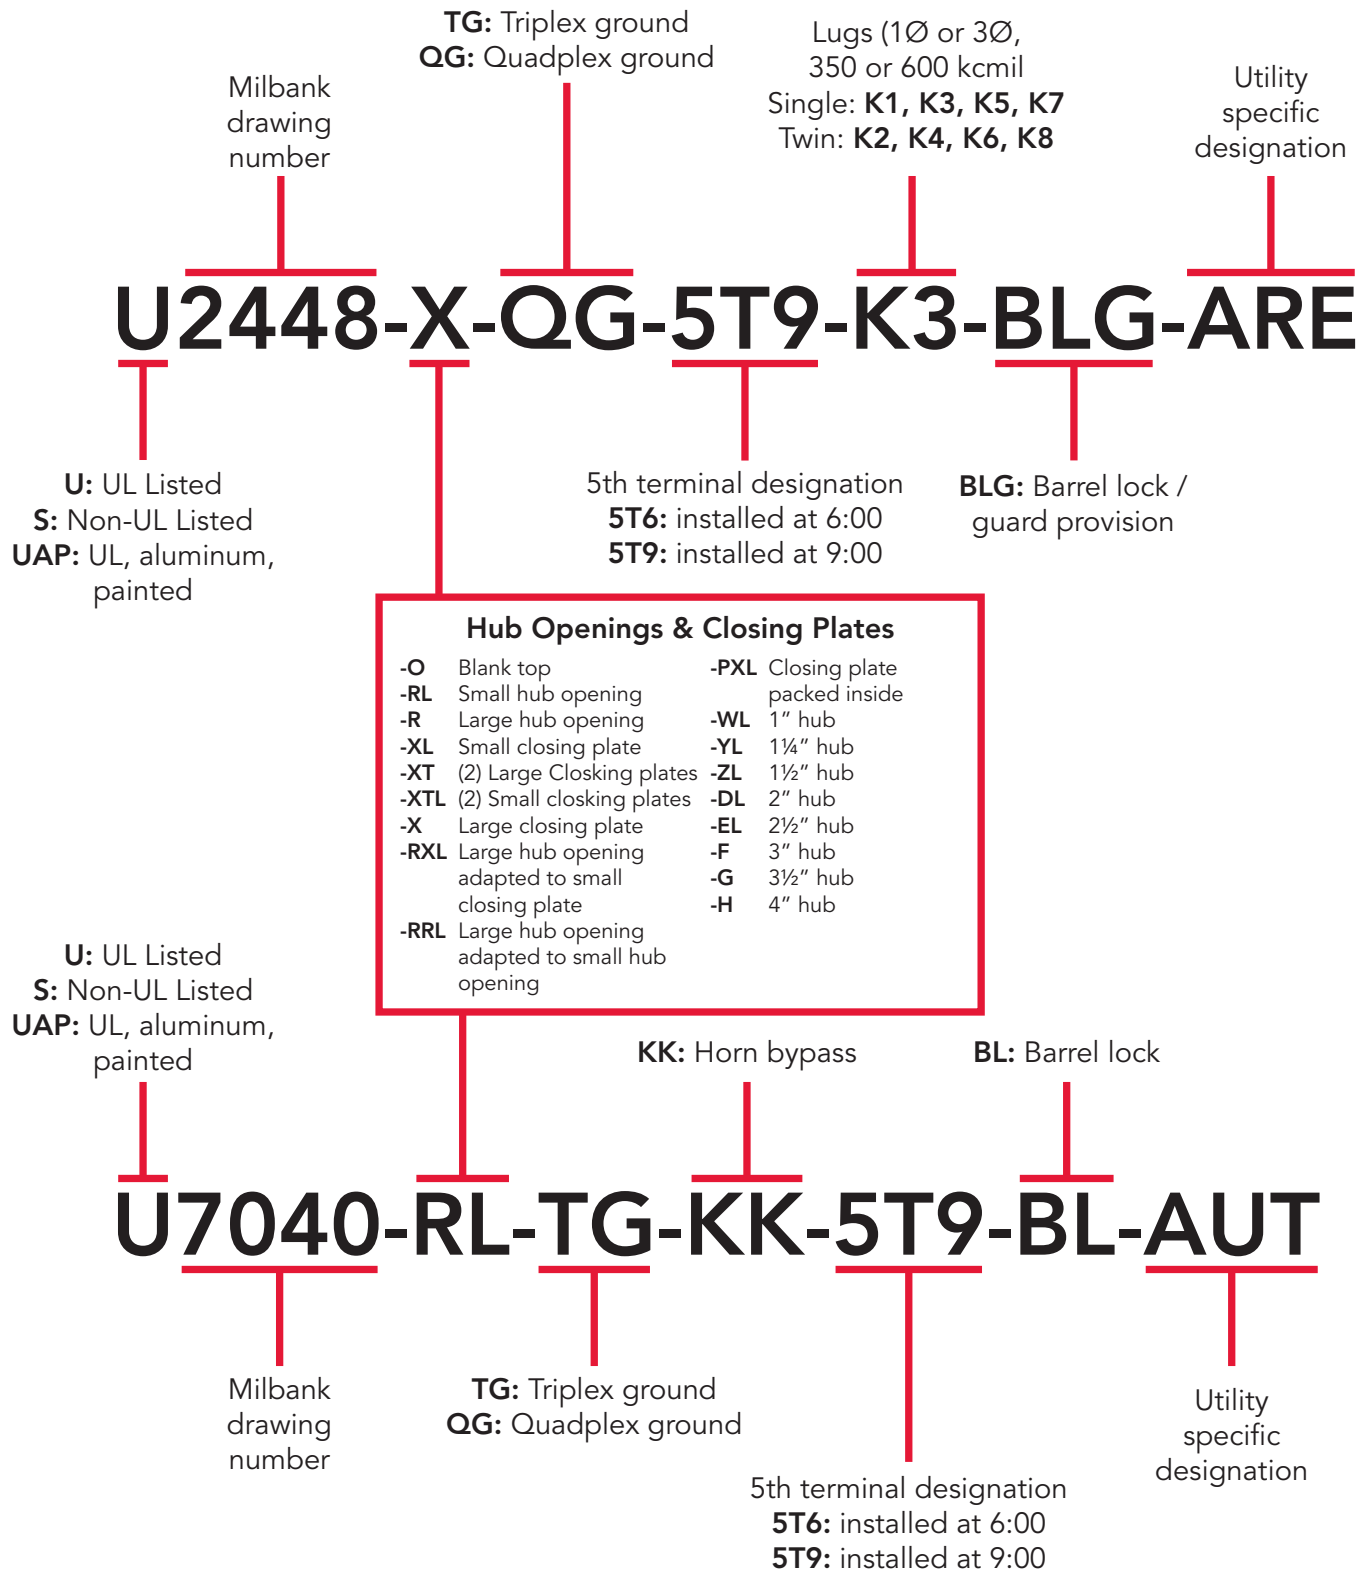 TG: Triplex ground
QG: Quadplex ground
Lugs (1Ø or 3Ø,
350 or 600 kcmil
Single: K1, K3, K5, K7
Twin: K2, K4, K6, K8
Milbank
drawing
number
Utility
specific
designation
U2448-X-QG-5T9-K3-BLG-ARE
U: UL Listed
S: Non-UL Listed
UAP: UL, aluminum,
painted
5th terminal designation
5T6: installed at 6:00
5T9: installed at 9:00
BLG: Barrel lock /
guard provision
Hub Openings & Closing Plates
-O Blank top
-RL Small hub opening
-R Large hub opening
-XL Small closing plate
-XT (2) Large Closking plates
-XTL (2) Small closking plates
-X Large closing plate
-RXL Large hub opening
adapted to small
closing plate
-RRL Large hub opening
adapted to small hub
opening
-PXL Closing plate
packed inside
-WL 1” hub
-YL 1¼” hub
-ZL 1½” hub
-DL 2” hub
-EL 2½” hub
-F 3” hub
-G 3½” hub
-H 4” hub
U: UL Listed
S: Non-UL Listed
UAP: UL, aluminum,
painted
KK: Horn bypass
BL: Barrel lock
U7040-RL-TG-KK-5T9-BL-AUT
Milbank
drawing
number
TG: Triplex ground
QG: Quadplex ground
5th terminal designation
5T6: installed at 6:00
5T9: installed at 9:00
Utility
specific
designation